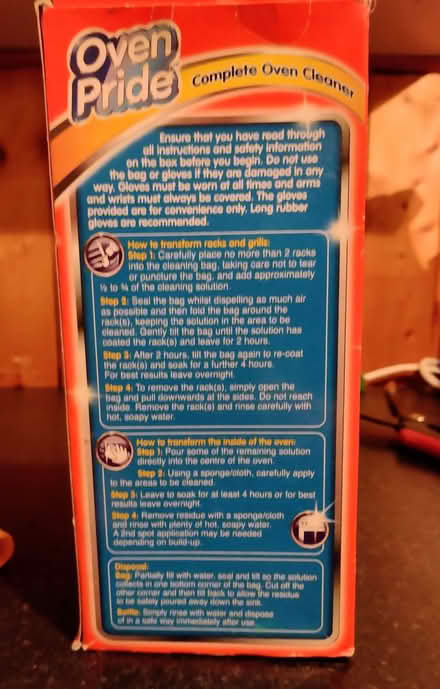 Oven
Pride
Complete Oven Cleaner
Ensure that you have read through
all instructions and safety information
on the box before you begin. Do not use
the bag or gloves if they are damaged in any
way. Gloves must be worn at all times and arms
and wrists must always be covered. The gloves
provided are for convenience only. Long rubber
gloves are recommended.
How to transform racks and grills:
Step 1: Carefully place no more than 2 racks
into the cleaning bag, taking care not to tear
or puncture the bag, and add approximately
½ to ¾ of the cleaning solution.
Step 2: Seal the bag whilst dispelling as much air
as possible and then fold the bag around the
rack(s), keeping the solution in the area to be
cleaned. Gently tilt the bag until the solution has
coated the rack(s) and leave for 2 hours.
Step 3: After 2 hours, tilt the bag again to re-coat
the rack(s) and soak for a further 4 hours.
For best results leave overnight.
Step 4: To remove the rack(s), simply open the
bag and pull downwards at the sides. Do not reach
inside. Remove the rack(s) and rinse carefully with
hot, soapy water.
How to transform the inside of the oven:
Step 1: Pour some of the remaining solution
directly into the centre of the oven.
Step 2: Using a sponge/cloth, carefully apply
to the areas to be cleaned.
Step 3: Leave to soak for at least 4 hours or for best
results leave overnight.
Step 4: Remove residue with a sponge/cloth
and rinse with plenty of hot, soapy water.
A 2nd spot application may be needed
depending on build-up.
Disposal:
Bag: Partially fill with water, seal and tilt so the solution
collects in one bottom corner of the bag. Cut off the
other corner and then tilt back to allow the residue
to be safely poured away down the sink.
Bottle: Simply rinse with water and dispose
of in a safe way immediately after use.